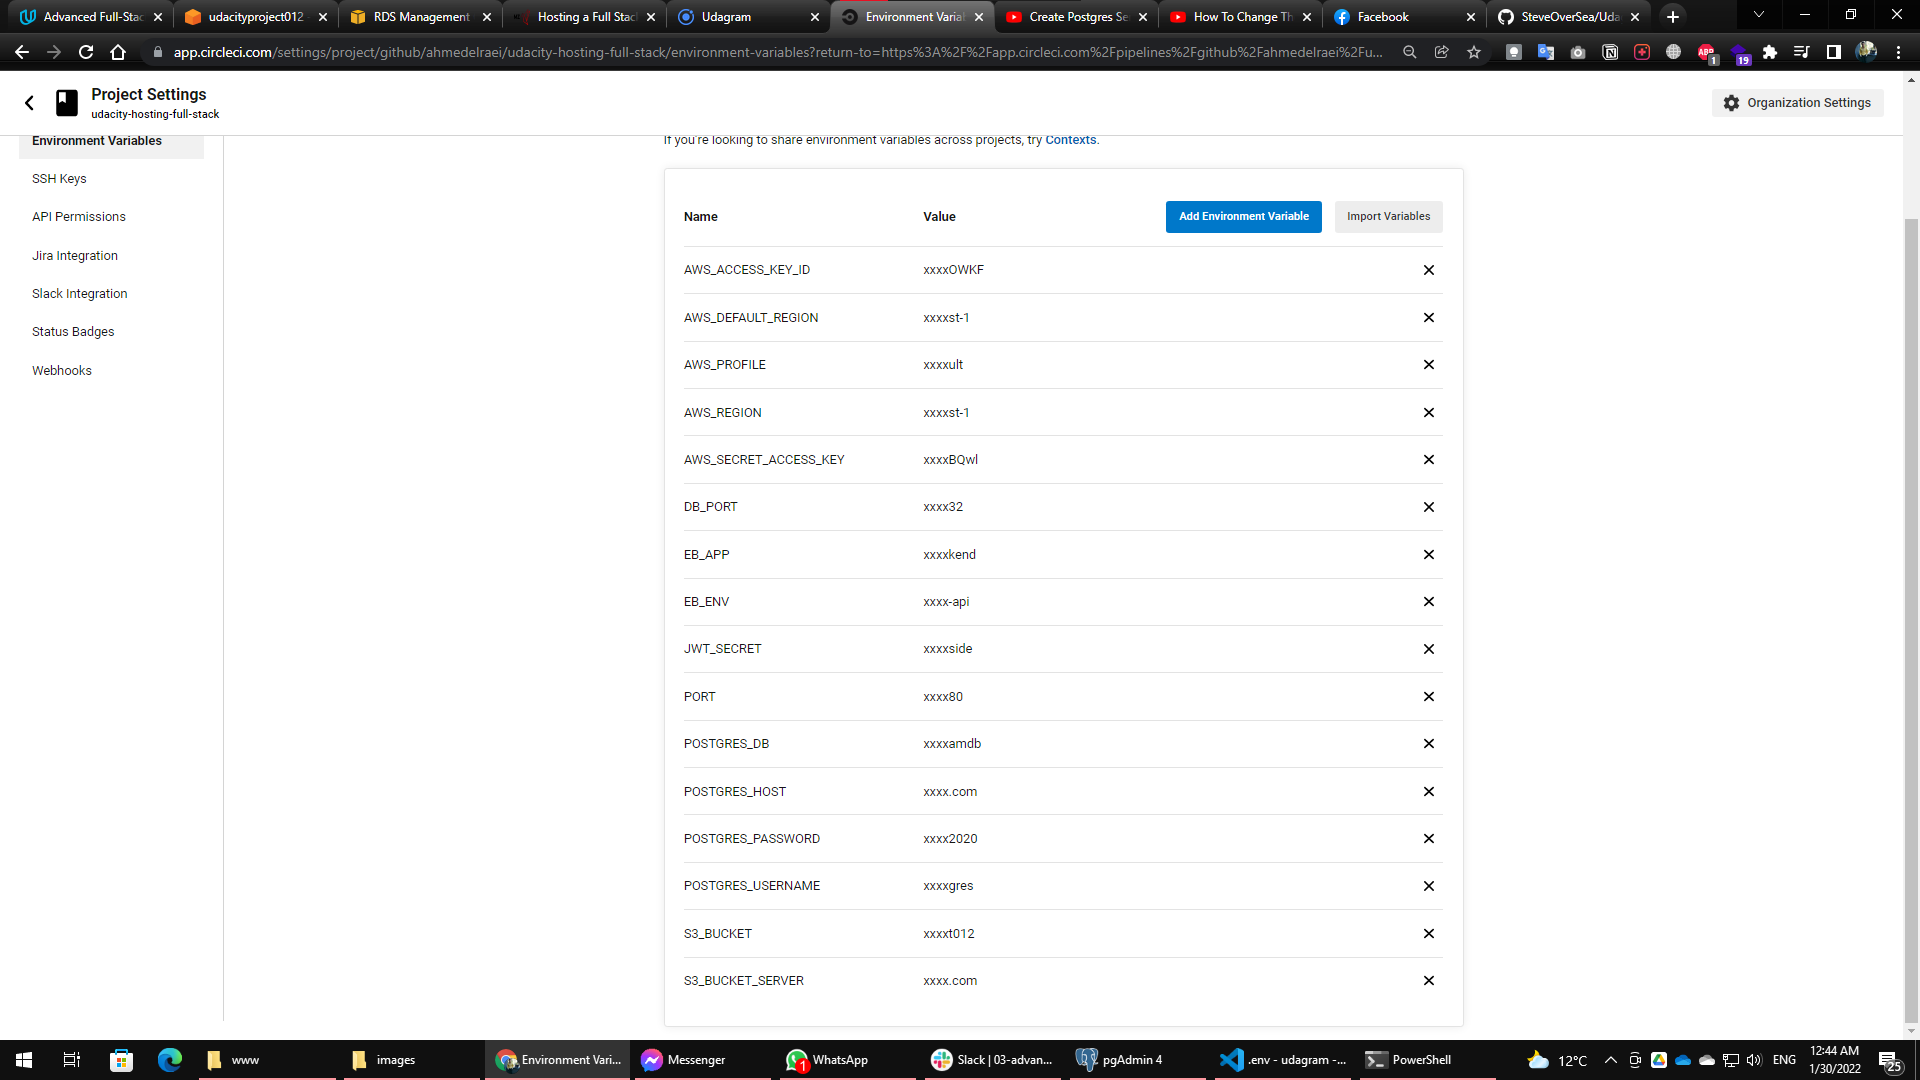 Advanced Full-Stac
udacityproject012
RDS Management
Hosting a Full Stac
Udagram
Environment Varia
Create Postgres Se
How To Change Th
Facebook
SteveOverSea/Uda
app.circleci.com/settings/project/github/ahmedelraei/udacity-hosting-full-stack/environment-variables?return-to=https%3A%2F%2Fapp.circleci.com%2Fpipelines%2Fgithub%2Fahmedelraei%2Fu...
1
19
Project Settings
udacity-hosting-full-stack
Organization Settings
Environment Variables
SSH Keys
API Permissions
Jira Integration
Slack Integration
Status Badges
Webhooks
If you're looking to share environment variables across projects, try Contexts.
Name Value Add Environment Variable Import Variables
AWS_ACCESS_KEY_ID xxxxOWKF
AWS_DEFAULT_REGION xxxxst-1
AWS_PROFILE xxxxult
AWS_REGION xxxxst-1
AWS_SECRET_ACCESS_KEY xxxxBQwl
DB_PORT xxxx32
EB_APP xxxxkend
EB_ENV xxxx-api
JWT_SECRET xxxxside
PORT xxxx80
POSTGRES_DB xxxxamdb
POSTGRES_HOST xxxx.com
POSTGRES_PASSWORD xxxx2020
POSTGRES_USERNAME xxxxgres
S3_BUCKET xxxxt012
S3_BUCKET_SERVER xxxx.com
www
images
Environment Vari...
Messenger
1
WhatsApp
Slack | 03-advan...
pgAdmin 4
.env - udagram -...
PowerShell
12°C
ENG
12:44 AM
1/30/2022
25